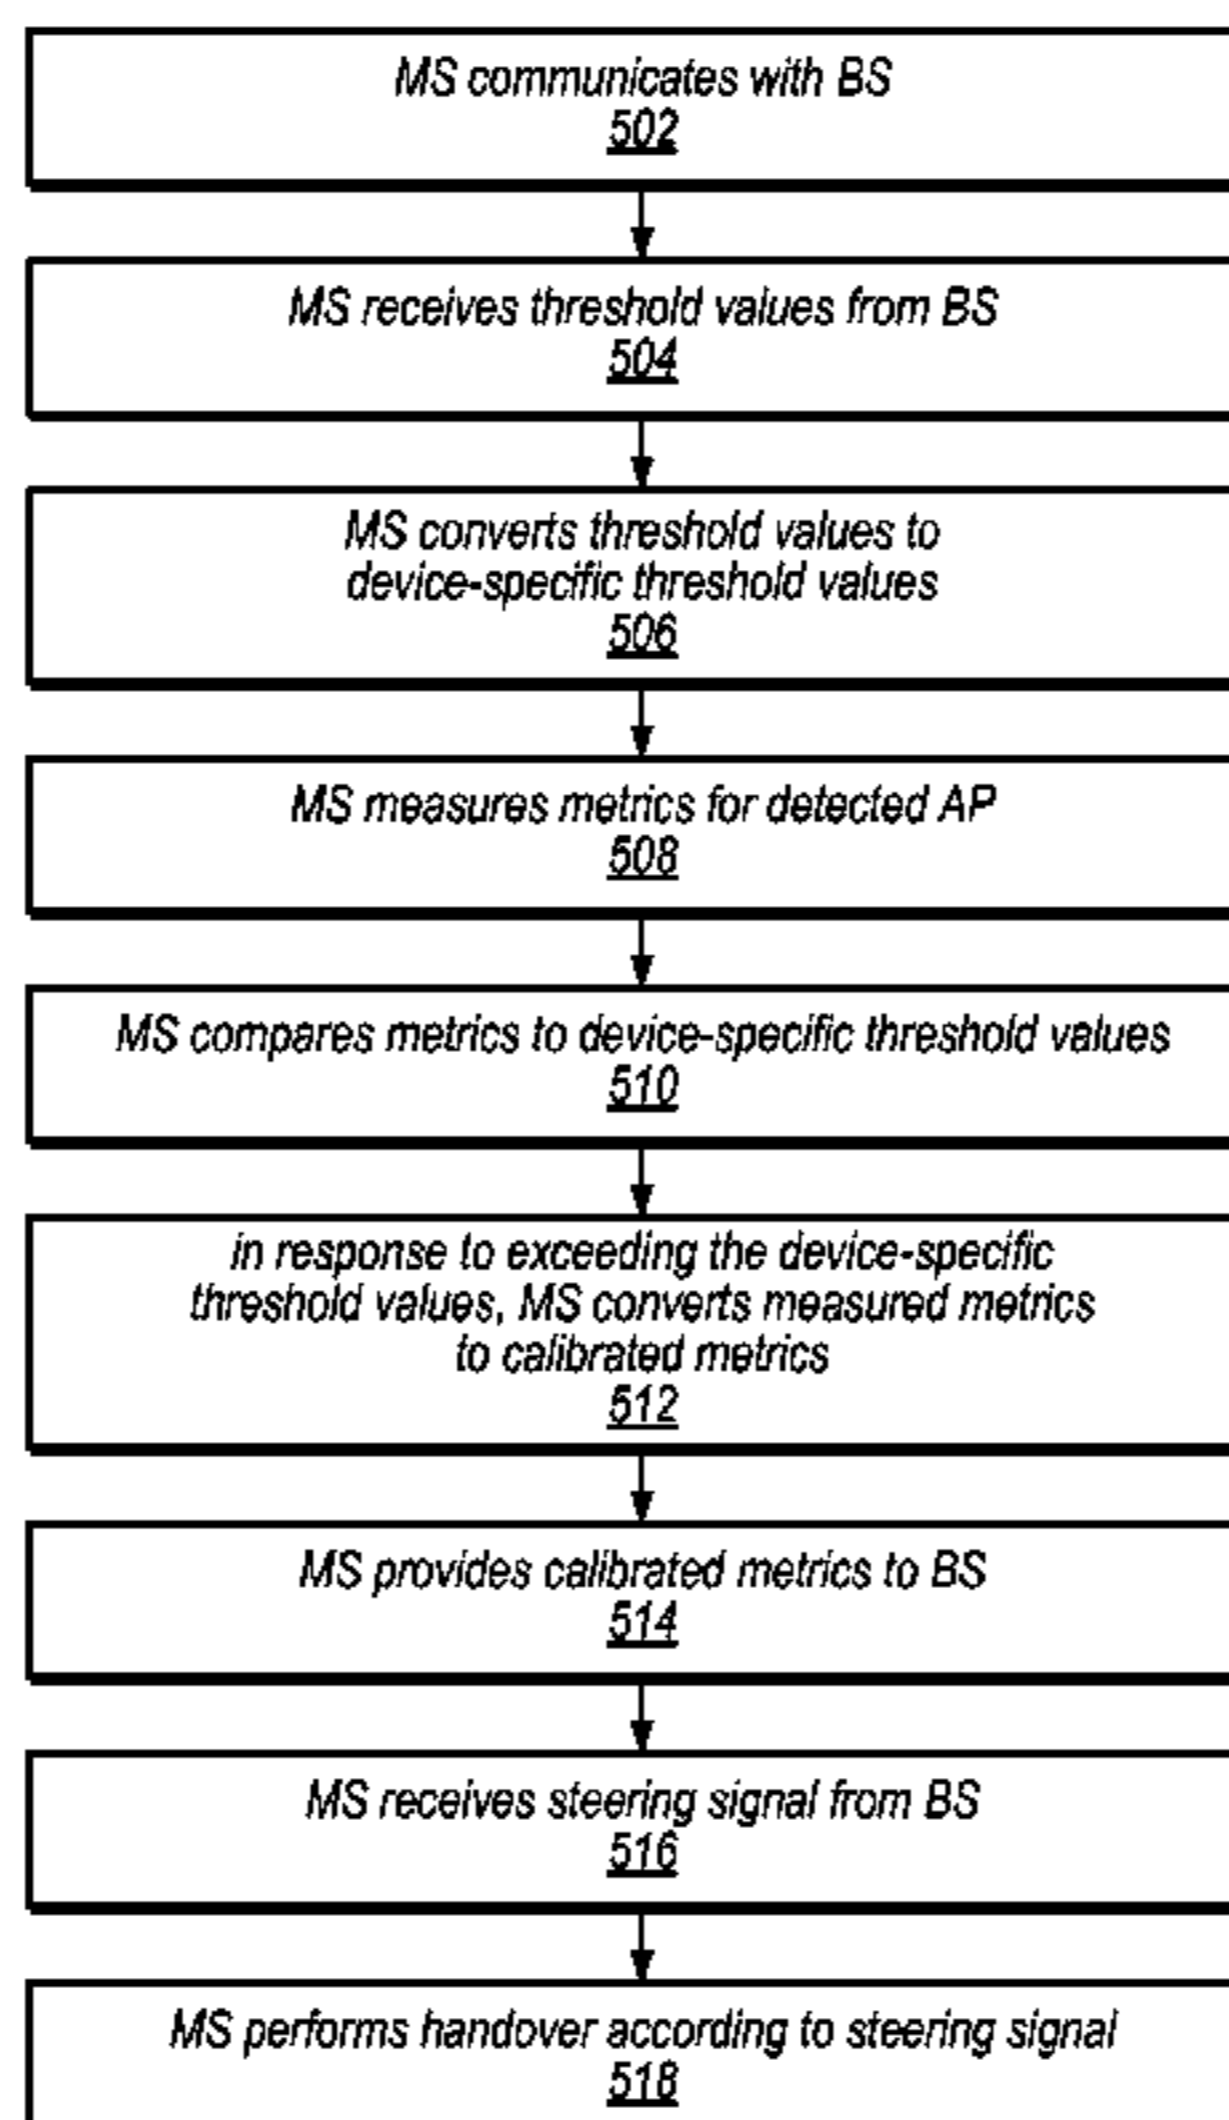 MS communicates with BS
502
MS receives threshold values from BS
504
MS converts threshold values to
device-specific threshold values
506
MS measures metrics for detected AP
508
MS compares metrics to device-specific threshold values
510
in response to exceeding the device-specific
threshold values, MS converts measured metrics
to calibrated metrics
512
MS provides calibrated metrics to BS
514
MS receives steering signal from BS
516
MS performs handover according to steering signal
518